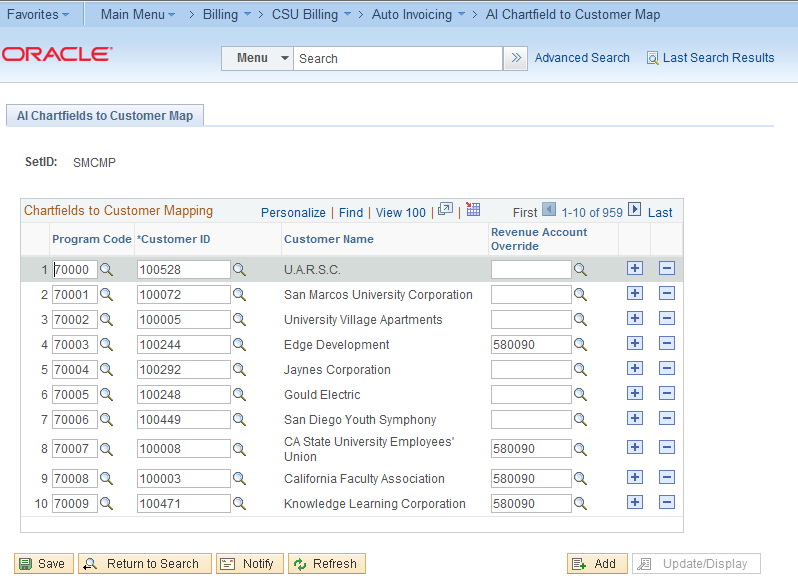 Favorites Main Menu > Billing > CSU Billing > Auto Invoicing > AI Chartfield to Customer Map
ORACLE Menu Search Advanced Search Last Search Results
AI Chartfields to Customer Map
SetID: SMCMP
Chartfields to Customer Mapping Personalize | Find | View 100 | | First 1-10 of 959 Last
Program Code *Customer ID Customer Name Revenue Account
Override
1 70000 100528 U.A.R.S.C.
2 70001 100072 San Marcos University Corporation
3 70002 100005 University Village Apartments
4 70003 100244 Edge Development 580090
5 70004 100292 Jaynes Corporation
6 70005 100248 Gould Electric
7 70006 100449 San Diego Youth Symphony
8 70007 100008 CA State University Employees' 580090
Union
9 70008 100003 California Faculty Association 580090
10 70009 100471 Knowledge Learning Corporation 580090
Save Return to Search Notify Refresh Add Update/Display